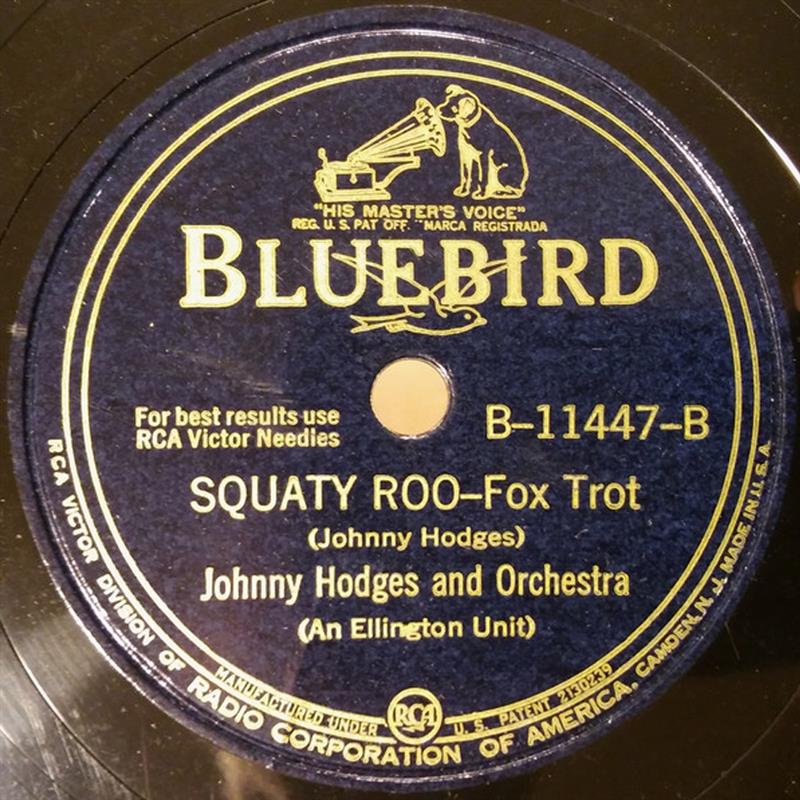 "HIS MASTER'S VOICE"
REG. U. S. PAT OFF. "MARCA REGISTRADA
BLUEBIRD
For best results use
RCA Victor Needles
B-11447-B
SQUATY ROO-Fox Trot
(Johnny Hodges)
Johnny Hodges and Orchestra
(An Ellington Unit)
MANUFACTURED UNDER RCA U. S. PATENT 2130239
RCA VICTOR DIVISION OF RADIO CORPORATION OF AMERICA, CAMDEN, N. J. MADE IN U. S. A.